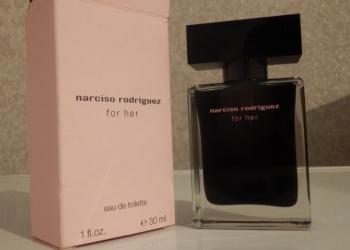 narciso rodriguez
for her
eau de toilette
1 fl.oz. e 30 ml
narciso rodriguez
for her